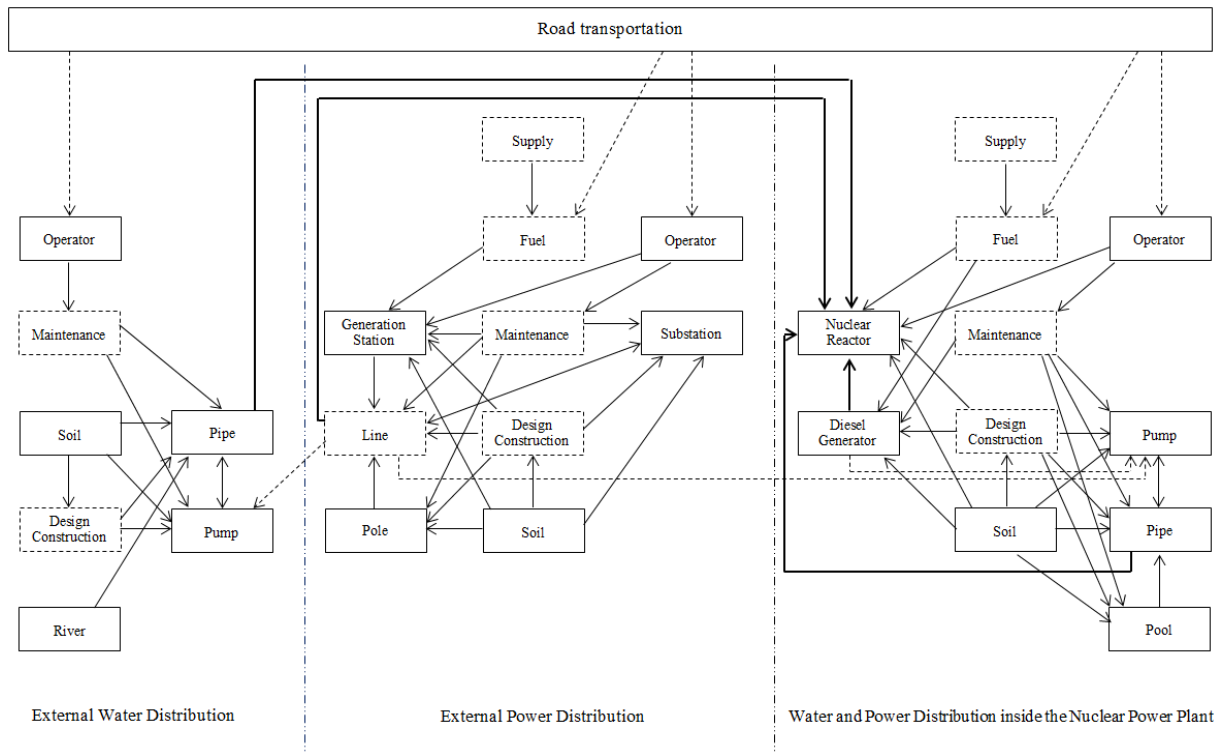 Road transportation
Supply
Supply
Operator
Fuel
Operator
Fuel
Operator
Maintenance
Generation
Station
Maintenance
Substation
Nuclear
Reactor
Maintenance
Soil
Pipe
Line
Design
Construction
Diesel
Generator
Design
Construction
Pump
Design
Construction
Pump
Pole
Soil
Soil
Pipe
River
Pool
External Water Distribution
External Power Distribution
Water and Power Distribution inside the Nuclear Power Plant